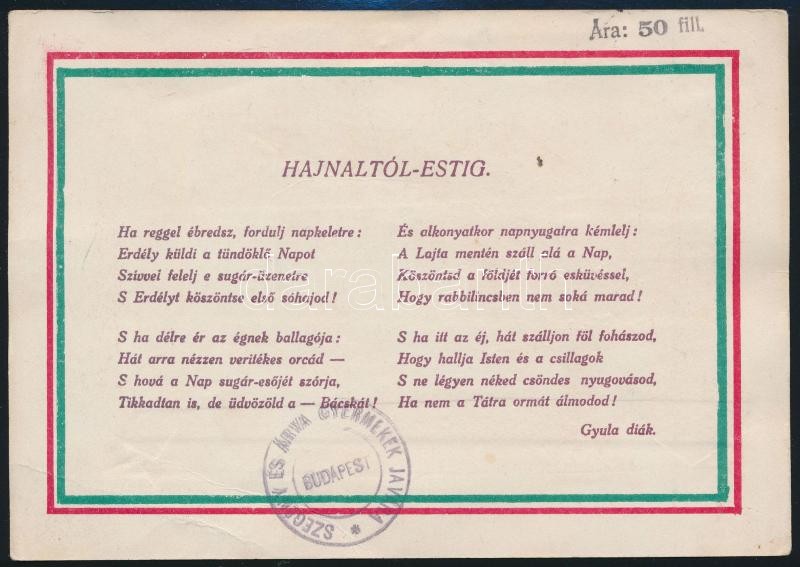 Ára: 50 fill.
HAJNALTÓL-ESTIG.
Ha reggel ébredsz, fordulj napkeletre:
Erdély küldi a tündöklő Napot
Szivvel felelj e sugár-üzenetre
S Erdélyt köszöntse első sóhajod!
S ha délre ér az égnek ballagója:
Hát arra nézzen veritékes orcád —
S hová a Nap sugár-esőjét szórja,
Tikkadtan is, de üdvözöld a — Bácskát!
És alkonyatkor napnyugatra kémlelj:
A Lajta mentén száll alá a Nap,
Köszöntsd a földjét forró esküvéssel,
Hogy rabbilincsben nem soká marad!
S ha itt az éj, hát szálljon föl fohászod,
Hogy hallja Isten és a csillagok
S ne légyen néked csöndes nyugovásod,
Ha nem a Tátra ormát álmodod!
Gyula diák.
SZEGÉNY ÉS ÁRVA GYERMEKEK JAVÁRA *
BUDAPEST
darabanth